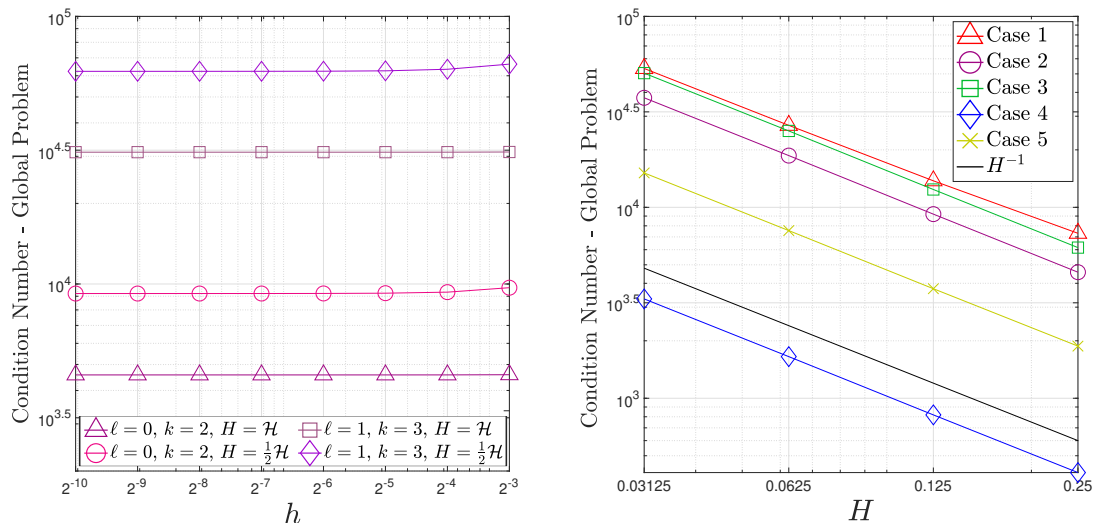 Condition Number - Global Problem
10^5
10^4.5
10^4
10^3.5
ℓ = 0, k = 2, H = ℋ
ℓ = 1, k = 3, H = ℋ
ℓ = 0, k = 2, H = ½ℋ
ℓ = 1, k = 3, H = ½ℋ
2^-10 2^-9 2^-8 2^-7 2^-6 2^-5 2^-4 2^-3
h
Condition Number - Global Problem
10^5
10^4.5
10^4
10^3.5
10^3
Case 1
Case 2
Case 3
Case 4
Case 5
H^-1
0.03125 0.0625 0.125 0.25
H